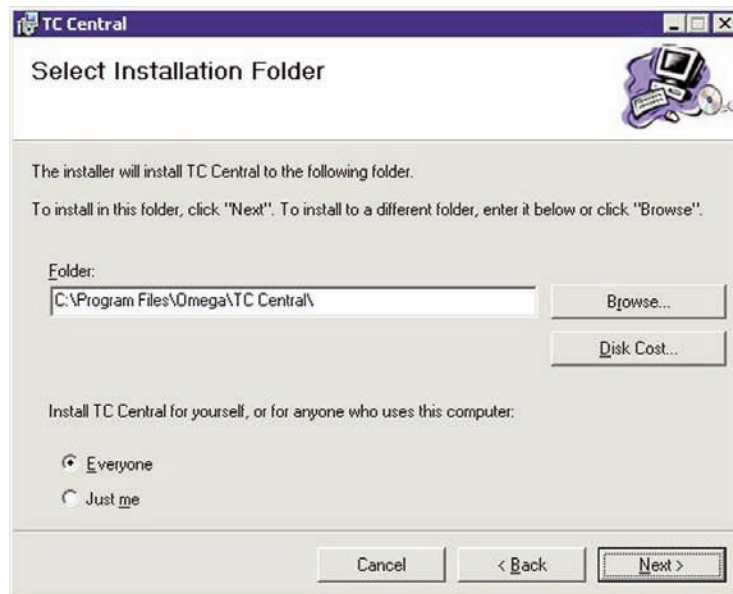 TC Central
Select Installation Folder
The installer will install TC Central to the following folder.
To install in this folder, click "Next". To install to a different folder, enter it below or click "Browse".
Folder:
C:\Program Files\Omega\TC Central\
Browse...
Disk Cost...
Install TC Central for yourself, or for anyone who uses this computer:
Everyone
Just me
Cancel
< Back
Next >